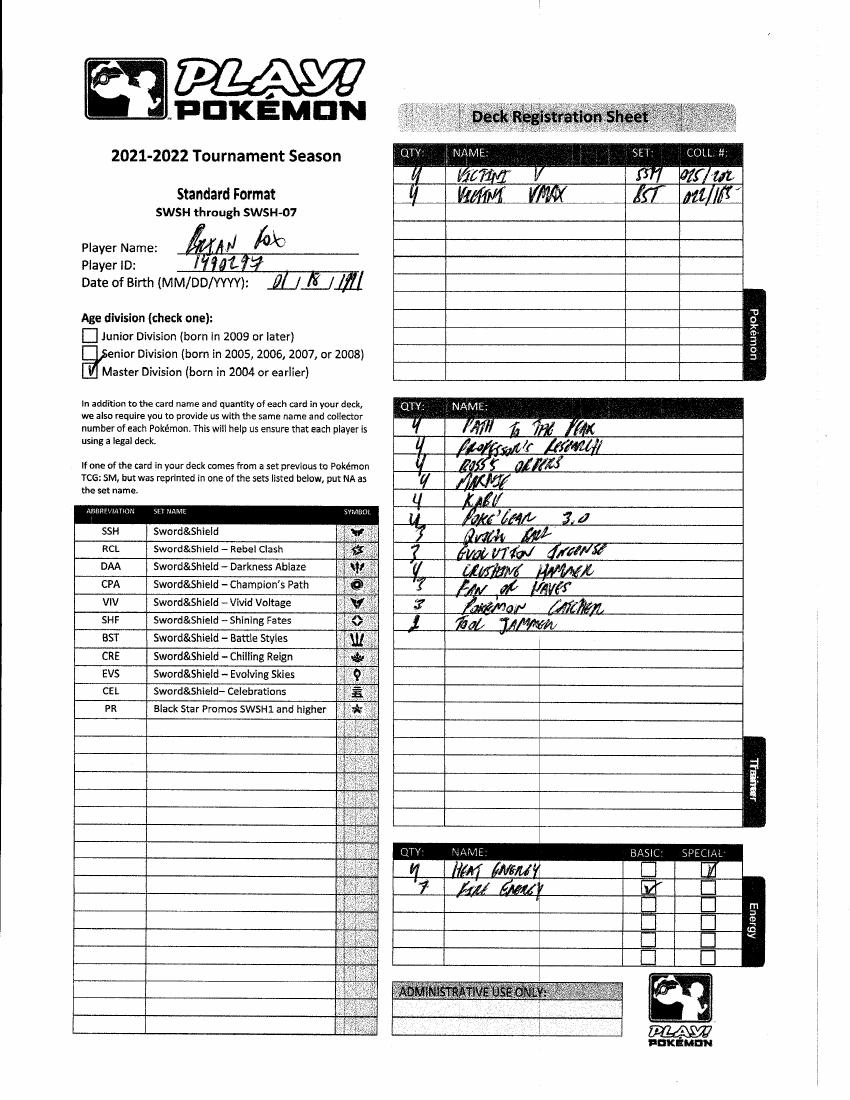 PLAY!
POKÉMON
2021-2022 Tournament Season
Standard Format
SWSH through SWSH-07
Player Name: Fox
Player ID: 1490297
Date of Birth (MM/DD/YYYY): 01 / 18 / 1991
Age division (check one):
Junior Division (born in 2009 or later)
Senior Division (born in 2005, 2006, 2007, or 2008)
Master Division (born in 2004 or earlier)
In addition to the card name and quantity of each card in your deck,
we also require you to provide us with the same name and collector
number of each Pokémon. This will help us ensure that each player is
using a legal deck.
If one of the card in your deck comes from a set previous to Pokémon
TCG: SM, but was reprinted in one of the sets listed below, put NA as
the set name.
ABBREVIATION SET NAME SYMBOL
SSH Sword&Shield
RCL Sword&Shield – Rebel Clash
DAA Sword&Shield – Darkness Ablaze
CPA Sword&Shield – Champion's Path
VIV Sword&Shield – Vivid Voltage
SHF Sword&Shield – Shining Fates
BST Sword&Shield – Battle Styles
CRE Sword&Shield – Chilling Reign
EVS Sword&Shield – Evolving Skies
CEL Sword&Shield– Celebrations
PR Black Star Promos SWSH1 and higher
Deck Registration Sheet
QTY: NAME: SET: COLL. #:
4 VICTINI V SSH 025/202
4 VICTINI VMAX BST 022/163
Pokémon
QTY: NAME:
4 PATH TO THE PEAK
4 PROFESSOR'S RESEARCH
4 BOSS'S ORDERS
4 MARNIE
4 KABU
4 POKE'GEAR 3.0
3 QUICK BALL
3 EVOLUTION INCENSE
4 CRUSHING HAMMER
3 FAN OF WAVES
3 POKEMON CATCHER
1 TOOL JAMMER
Trainer
QTY: NAME: BASIC: SPECIAL:
4 HEAT ENERGY
7 FIRE ENERGY
Energy
ADMINISTRATIVE USE ONLY:
PLAY!
POKÉMON